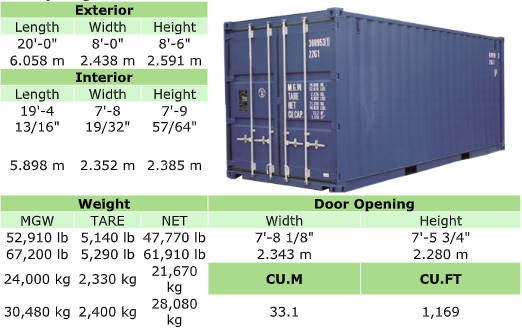 Exterior
Length Width Height
20'-0" 8'-0" 8'-6"
6.058 m 2.438 m 2.591 m
Interior
Length Width Height
19'-4 7'-8 7'-9
13/16" 19/32" 57/64"
5.898 m 2.352 m 2.385 m
22G1
M.G.W.
TARE
NET
CU.CAP.
Weight Door Opening
MGW TARE NET Width Height
52,910 lb 5,140 lb 47,770 lb 7'-8 1/8" 7'-5 3/4"
67,200 lb 5,290 lb 61,910 lb 2.343 m 2.280 m
24,000 kg 2,330 kg 21,670 kg CU.M CU.FT
30,480 kg 2,400 kg 28,080 kg 33.1 1,169